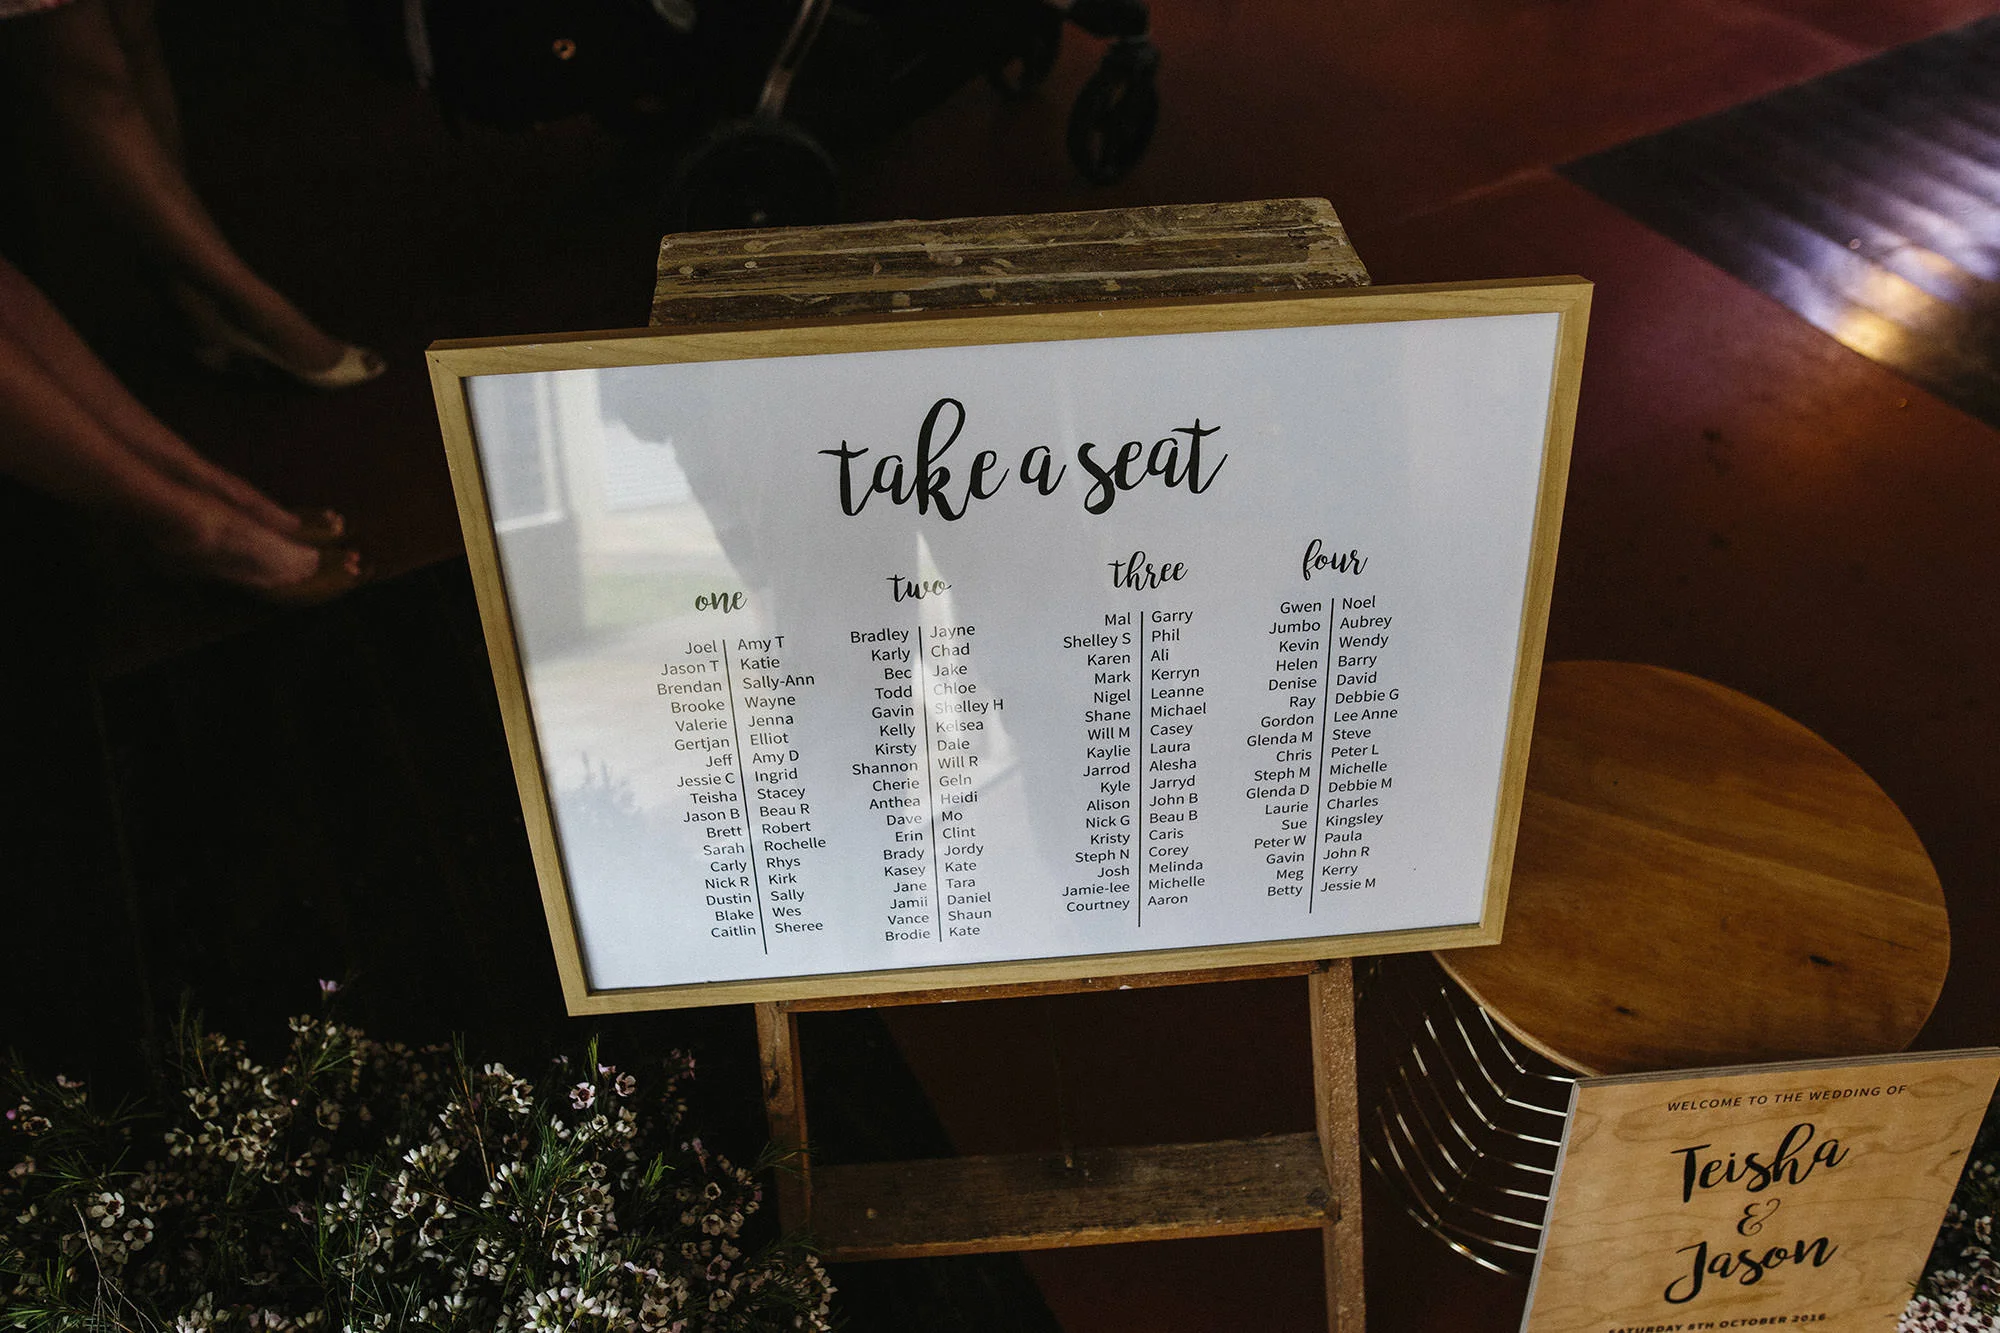 take a seat
one
Joel Amy T
Jason T Katie
Brendan Sally-Ann
Brooke Wayne
Valerie Jenna
Gertjan Elliot
Jeff Amy D
Jessie C Ingrid
Teisha Stacey
Jason B Beau R
Brett Robert
Sarah Rochelle
Carly Rhys
Nick R Kirk
Dustin Sally
Blake Wes
Caitlin Sheree
two
Bradley Jayne
Karly Chad
Bec Jake
Todd Chloe
Gavin Shelley H
Kelly Kelsea
Kirsty Dale
Shannon Will R
Cherie Geln
Anthea Heidi
Dave Mo
Erin Clint
Brady Jordy
Kasey Kate
Jane Tara
Jamii Daniel
Vance Shaun
Brodie Kate
three
Mal Garry
Shelley S Phil
Karen Ali
Mark Kerryn
Nigel Leanne
Shane Michael
Will M Casey
Kaylie Laura
Jarrod Alesha
Kyle Jarryd
Alison John B
Nick G Beau B
Kristy Caris
Steph N Corey
Josh Melinda
Jamie-lee Michelle
Courtney Aaron
four
Gwen Noel
Jumbo Aubrey
Kevin Wendy
Helen Barry
Denise David
Ray Debbie G
Gordon Lee Anne
Glenda M Steve
Chris Peter L
Steph M Michelle
Glenda D Debbie M
Laurie Charles
Sue Kingsley
Peter W Paula
Gavin John R
Meg Kerry
Betty Jessie M
WELCOME TO THE WEDDING OF
Teisha
&
Jason
SATURDAY 8TH OCTOBER 2016